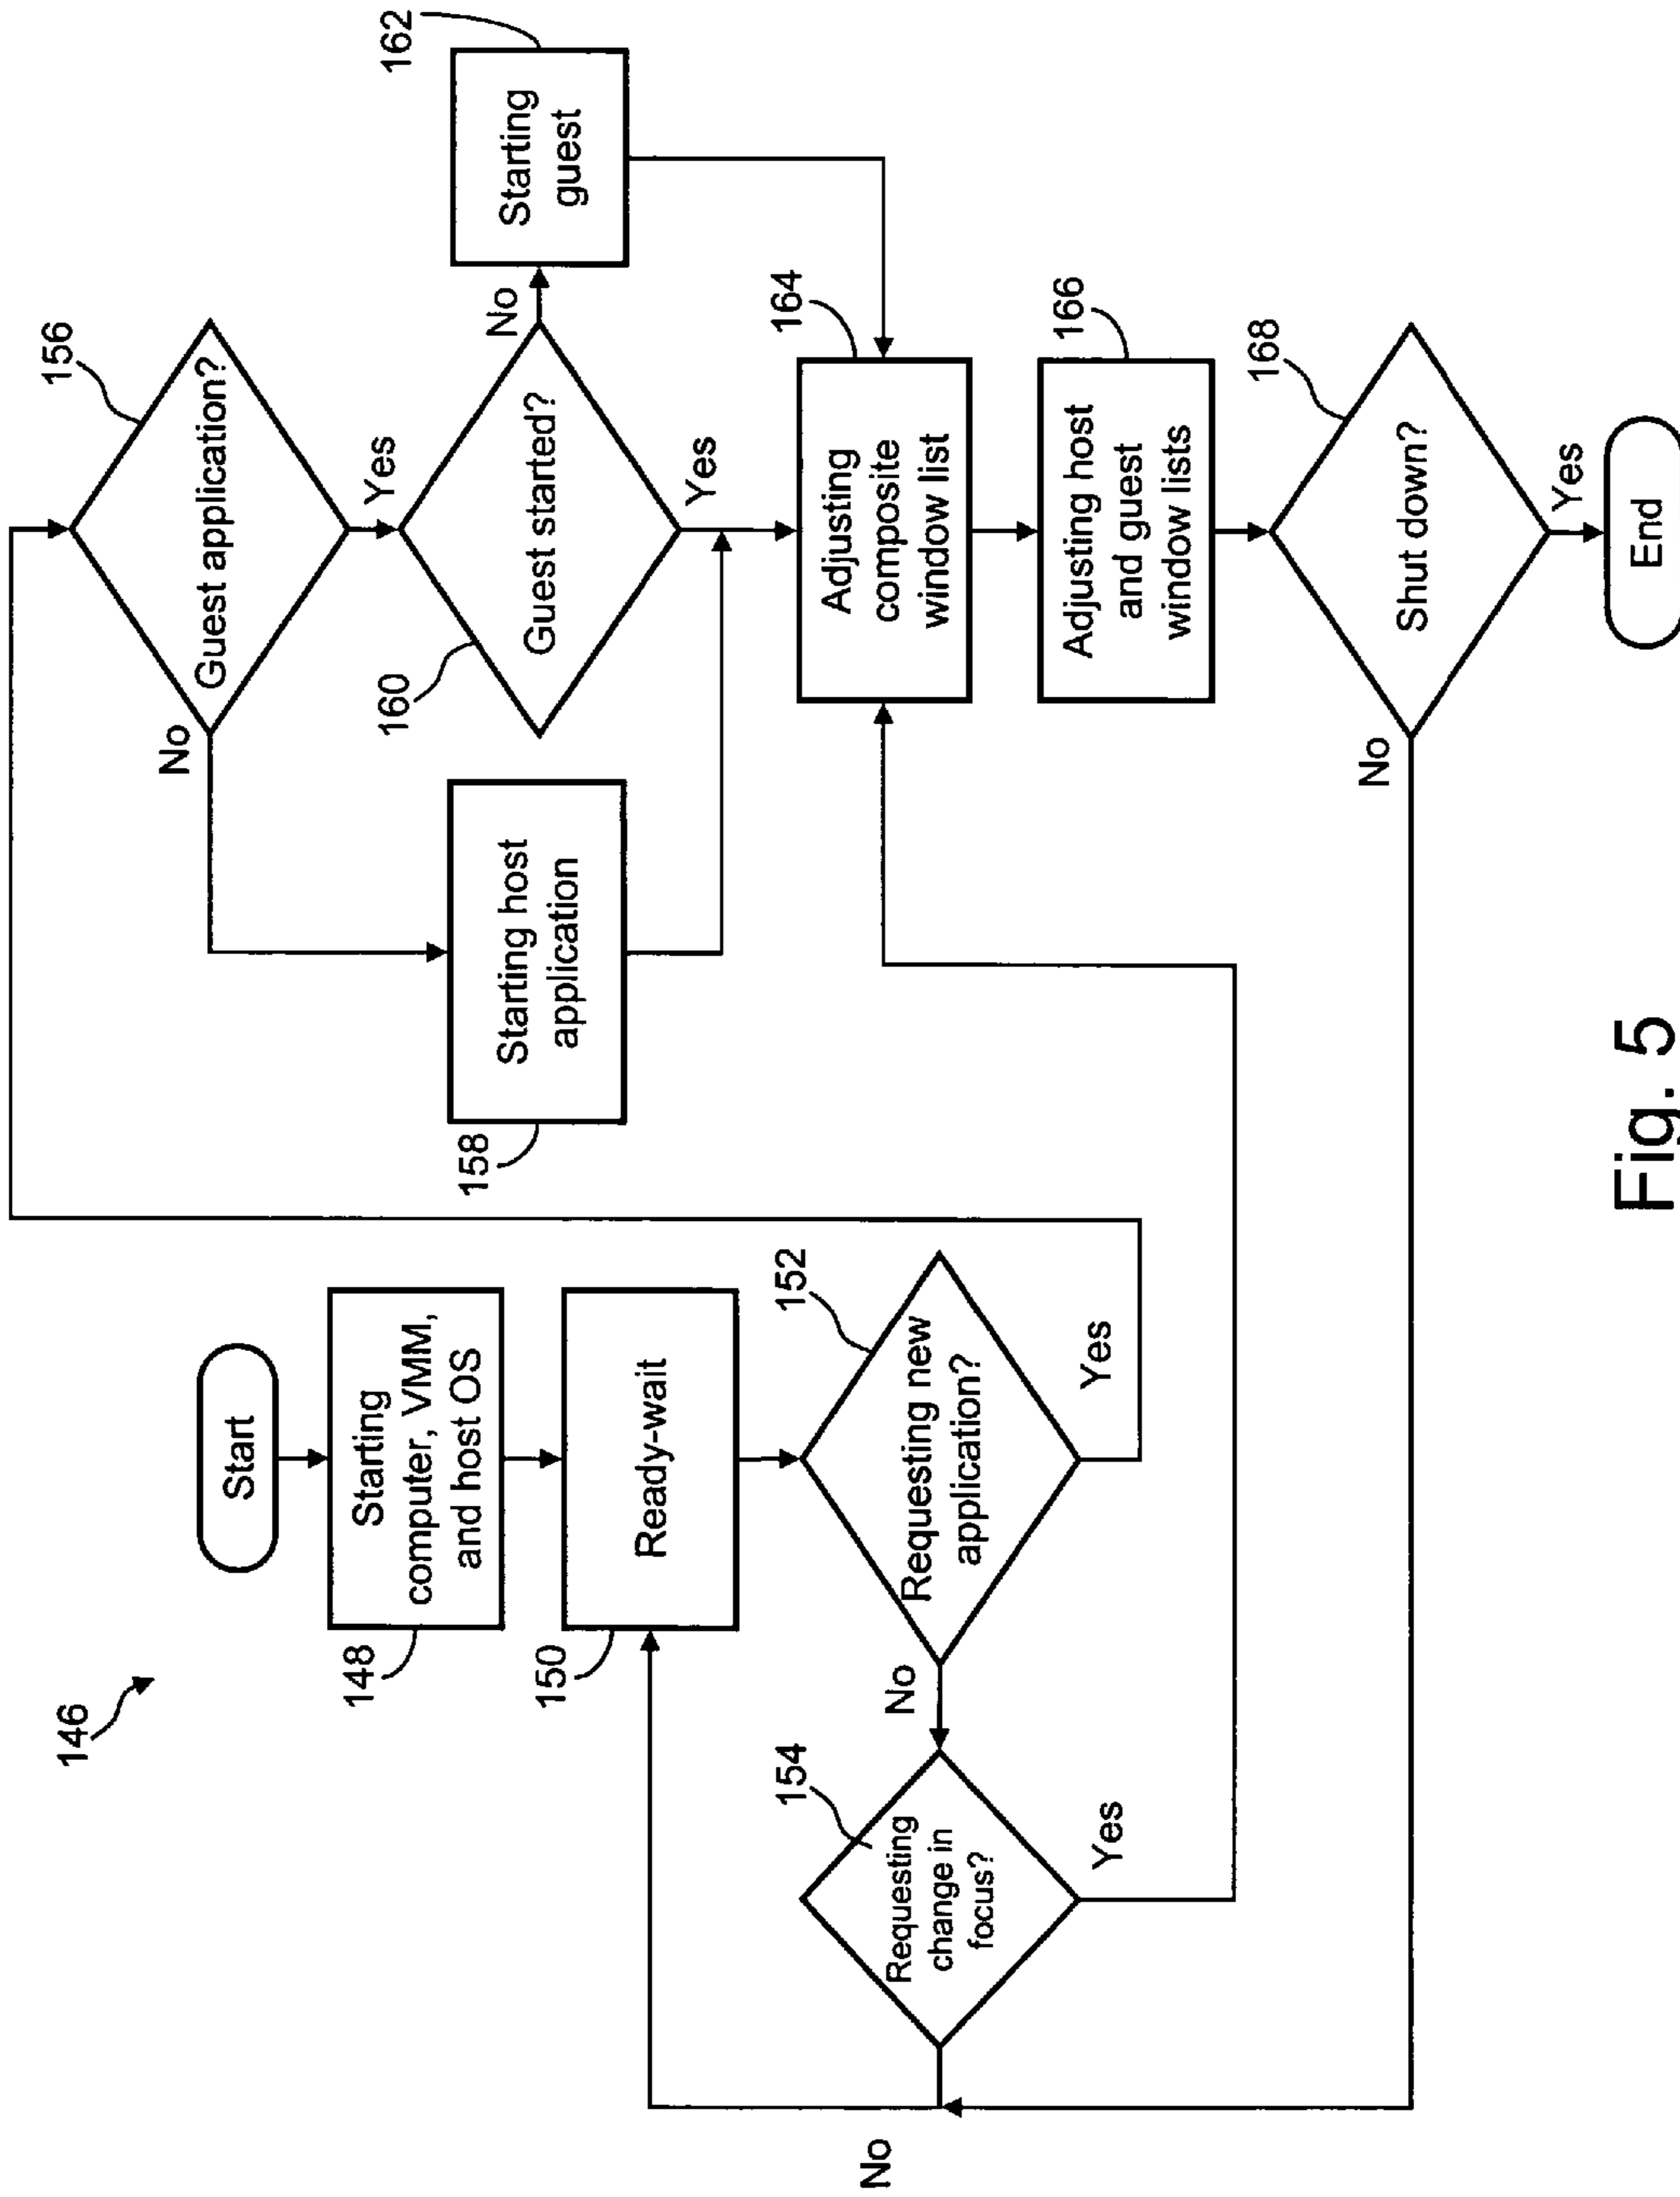 146
Start
Starting
computer, VMM,
and host OS
148
Ready-wait
150
Requesting new
application?
152
Yes
No
Requesting
change in
focus?
154
Yes
No
Guest application?
156
No
Yes
Starting host
application
158
Guest started?
160
No
Yes
Starting
guest
162
Adjusting
composite
window list
164
Adjusting host
and guest
window lists
166
Shut down?
168
No
Yes
End
Fig. 5